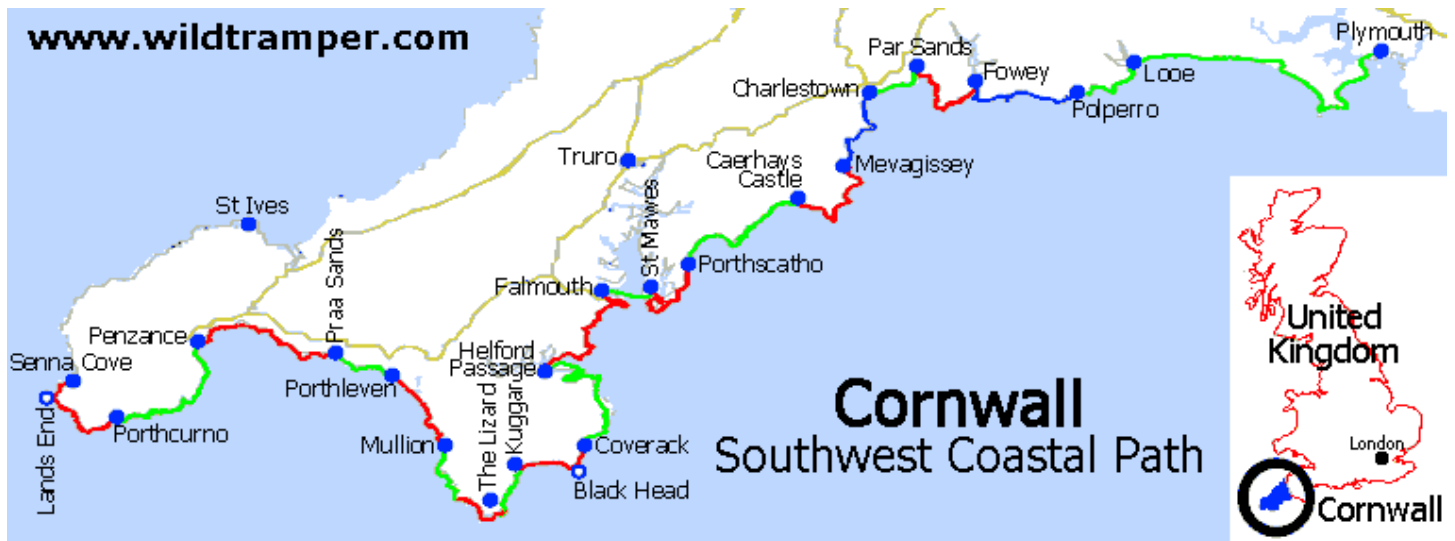 www.wildtramper.com
Plymouth
Par Sands
Fowey
Looe
Charlestown
Polperro
Truro
Caerhays
Castle
Mevagissey
St Ives
St Mawes
Praa Sands
Porthscatho
Falmouth
Penzance
Senna Cove
Helford
Passage
Porthleven
The Lizard
Kuggar
Lands End
Porthcurno
Mullion
Coverack
Black Head
Cornwall
Southwest Coastal Path
United
Kingdom
London
Cornwall